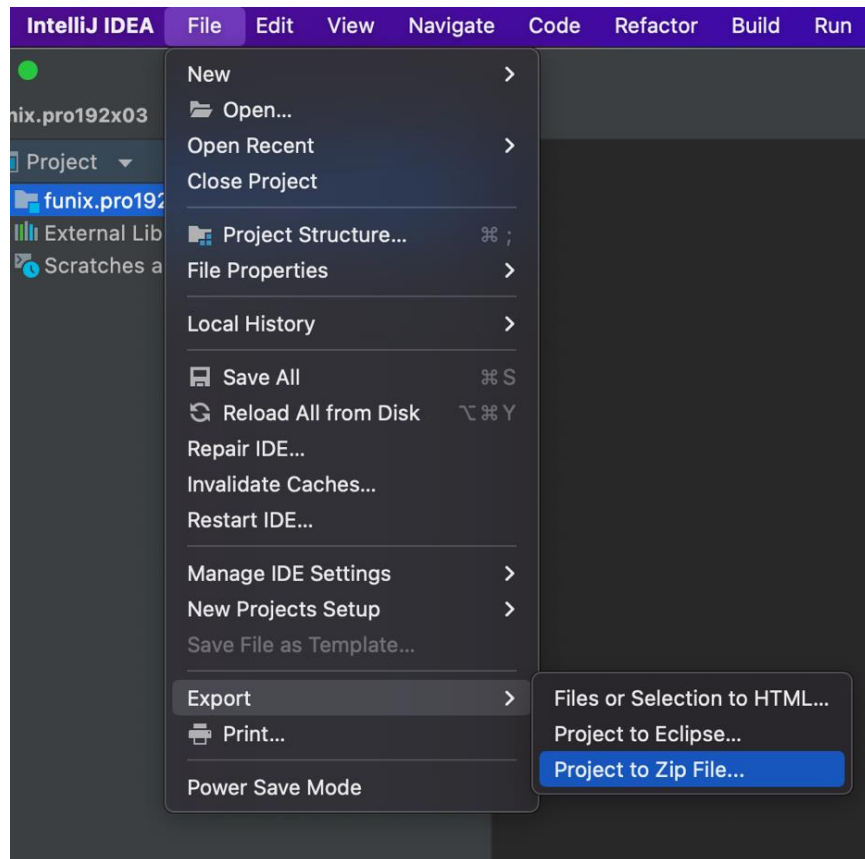 IntelliJ IDEA File Edit View Navigate Code Refactor Build Run
nix.pro192x03
Project
funix.pro192
External Lib
Scratches a
New
Open...
Open Recent
Close Project
Project Structure... ⌘ ;
File Properties
Local History
Save All ⌘ S
Reload All from Disk ⌥ ⌘ Y
Repair IDE...
Invalidate Caches...
Restart IDE...
Manage IDE Settings
New Projects Setup
Save File as Template...
Export
Print...
Power Save Mode
Files or Selection to HTML...
Project to Eclipse...
Project to Zip File...